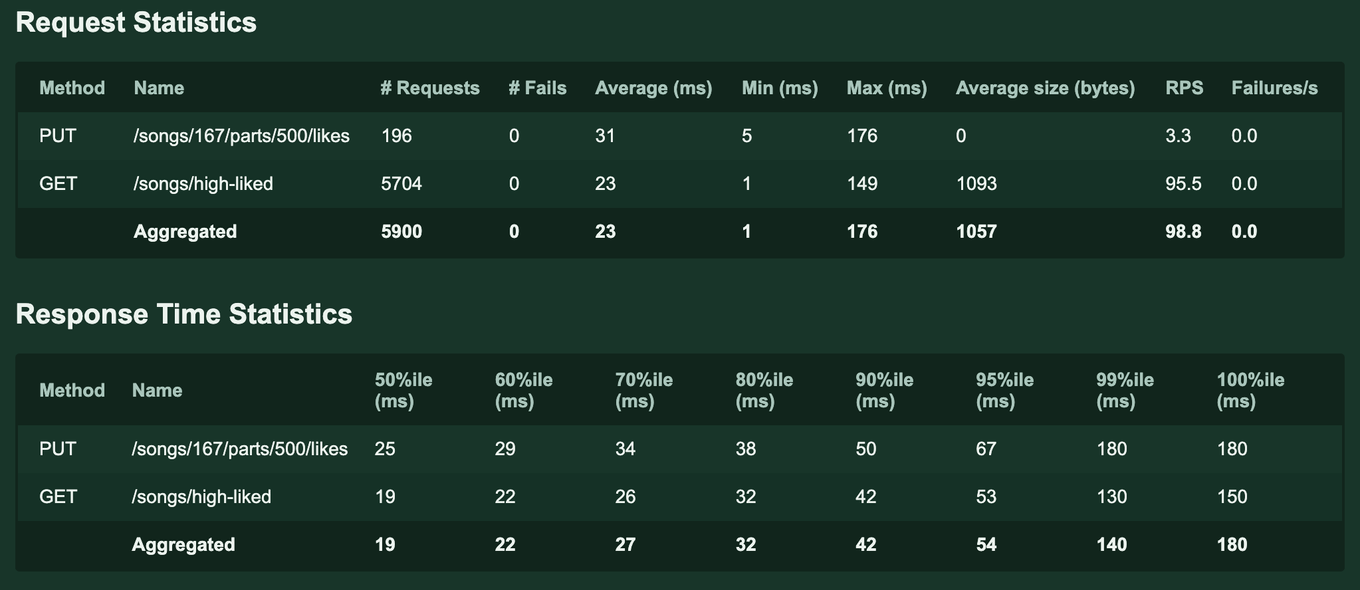 Request Statistics
Method Name # Requests # Fails Average (ms) Min (ms) Max (ms) Average size (bytes) RPS Failures/s
PUT /songs/167/parts/500/likes 196 0 31 5 176 0 3.3 0.0
GET /songs/high-liked 5704 0 23 1 149 1093 95.5 0.0
Aggregated 5900 0 23 1 176 1057 98.8 0.0
Response Time Statistics
Method Name 50%ile (ms) 60%ile (ms) 70%ile (ms) 80%ile (ms) 90%ile (ms) 95%ile (ms) 99%ile (ms) 100%ile (ms)
PUT /songs/167/parts/500/likes 25 29 34 38 50 67 180 180
GET /songs/high-liked 19 22 26 32 42 53 130 150
Aggregated 19 22 27 32 42 54 140 180